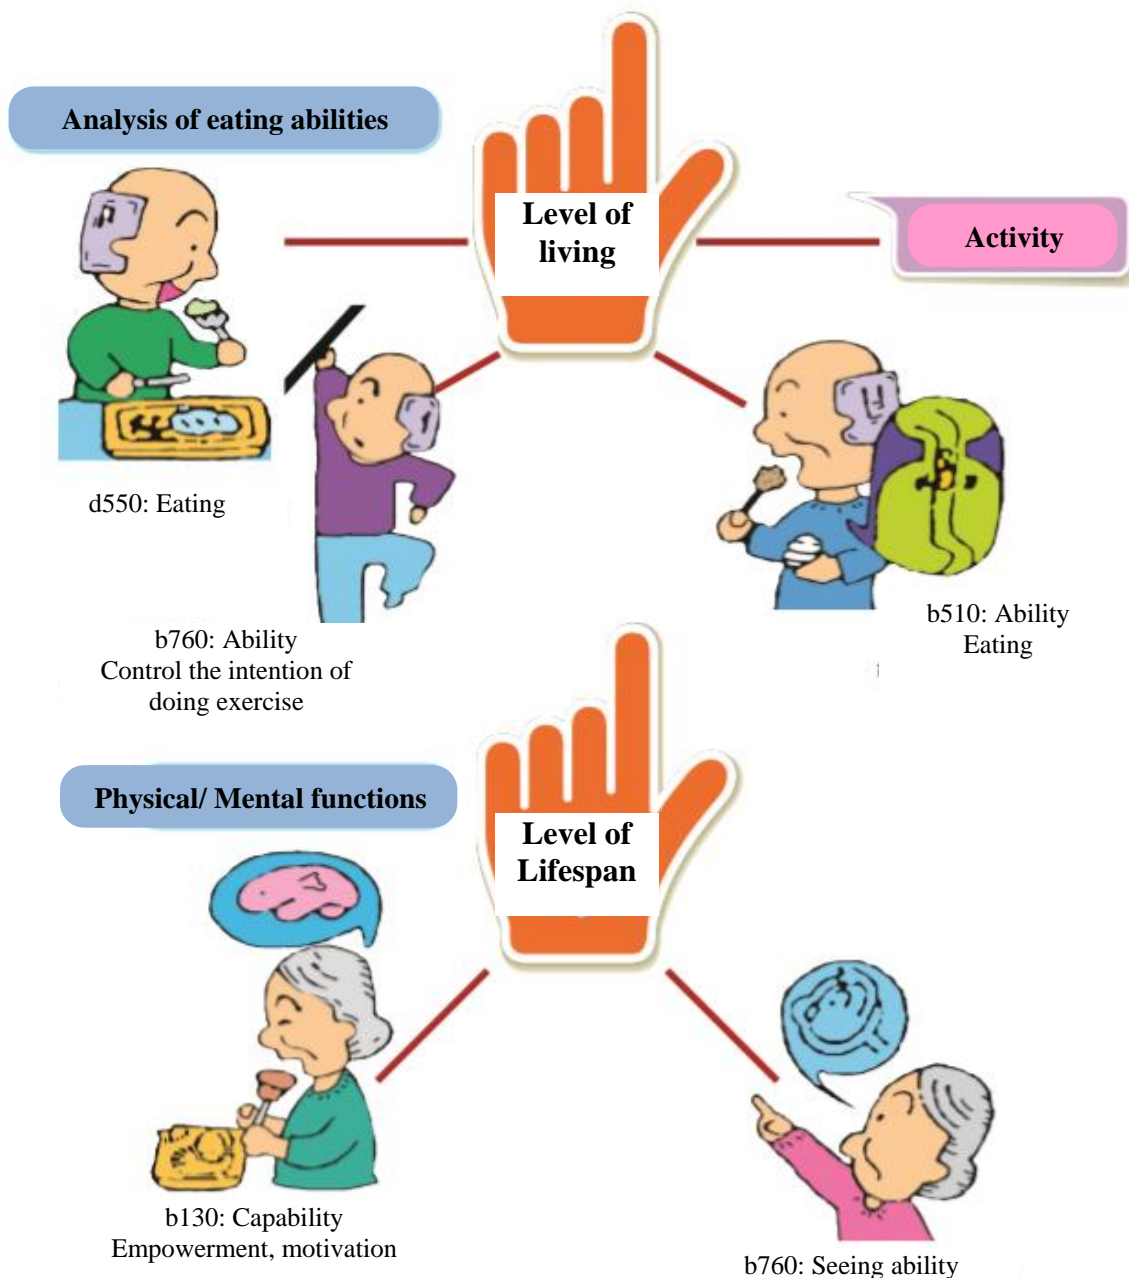 Analysis of eating abilities
Level of
living
Activity
d550: Eating
b760: Ability
Control the intention of
doing exercise
b510: Ability
Eating
Physical/ Mental functions
Level of
Lifespan
b130: Capability
Empowerment, motivation
b760: Seeing ability